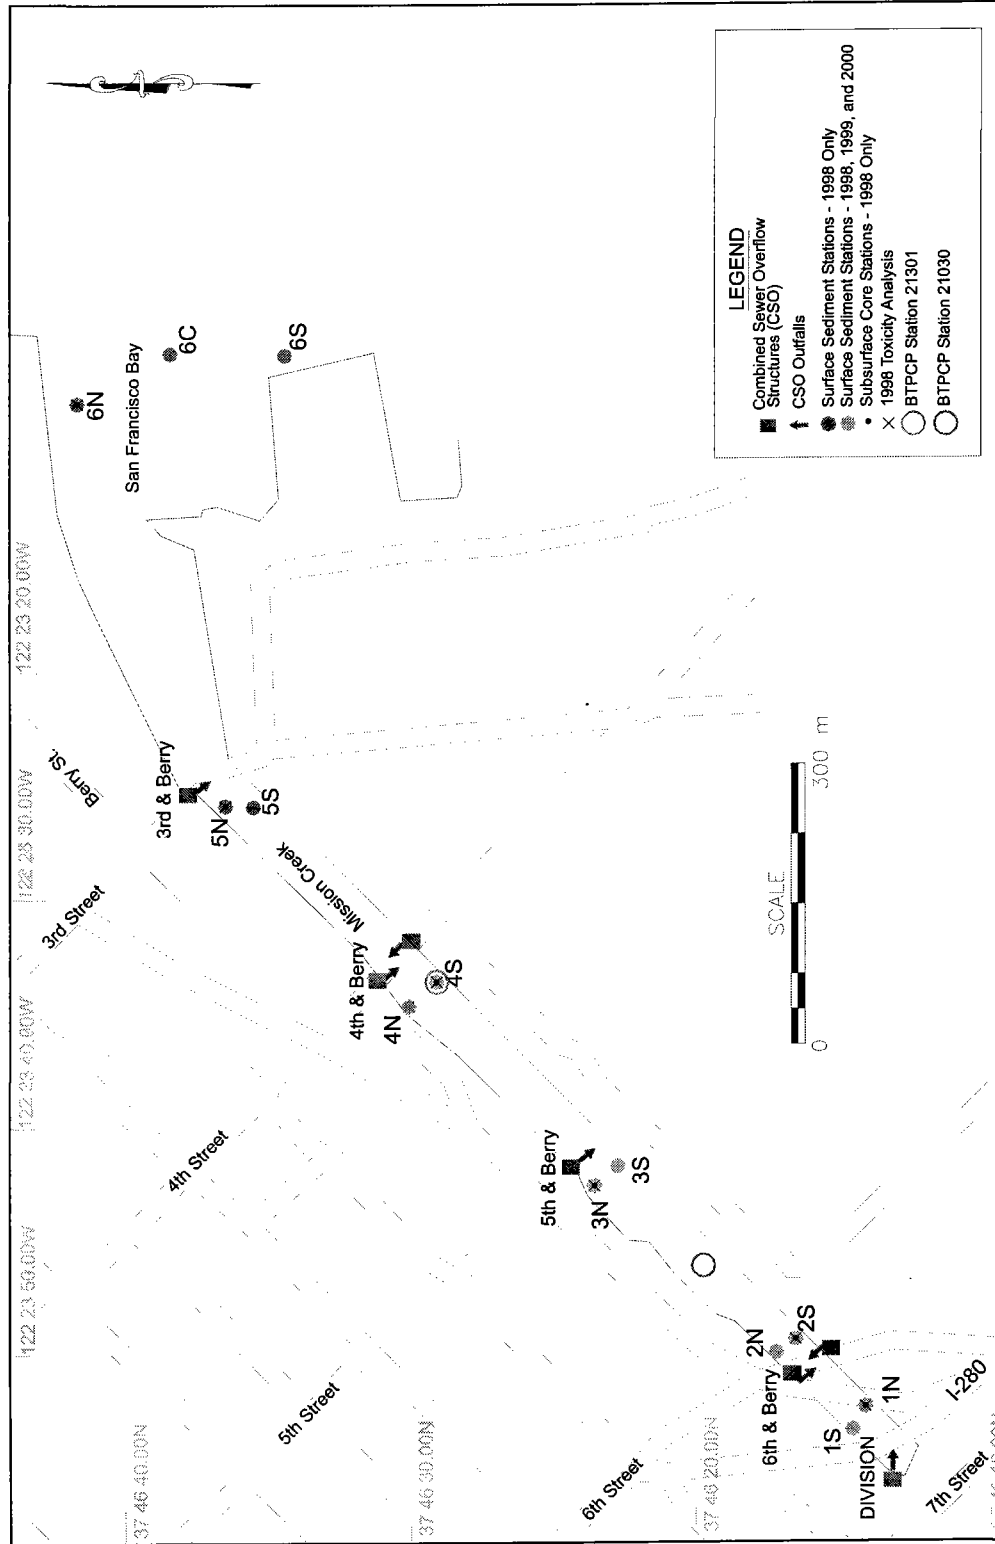 122 23 50.00W
122 23 40.00W
122 23 20.00W
37 46 40.00N
37 46 30.00N
37 46 20.00N
Berry St.
3rd Street
4th Street
5th Street
6th Street
7th Street
I-280
San Francisco Bay
6N
6C
6S
3rd & Berry
5N
5S
Mission Creek
4th & Berry
4N
4S
5th & Berry
3N
3S
6th & Berry
2N
2S
DIVISION
1S
1N
SCALE
0
300 m
LEGEND
Combined Sewer Overflow
Structures (CSO)
CSO Outfalls
Surface Sediment Stations - 1998 Only
Surface Sediment Stations - 1998, 1999, and 2000
Subsurface Core Stations - 1998 Only
1998 Toxicity Analysis
BTPCP Station 21301
BTPCP Station 21030